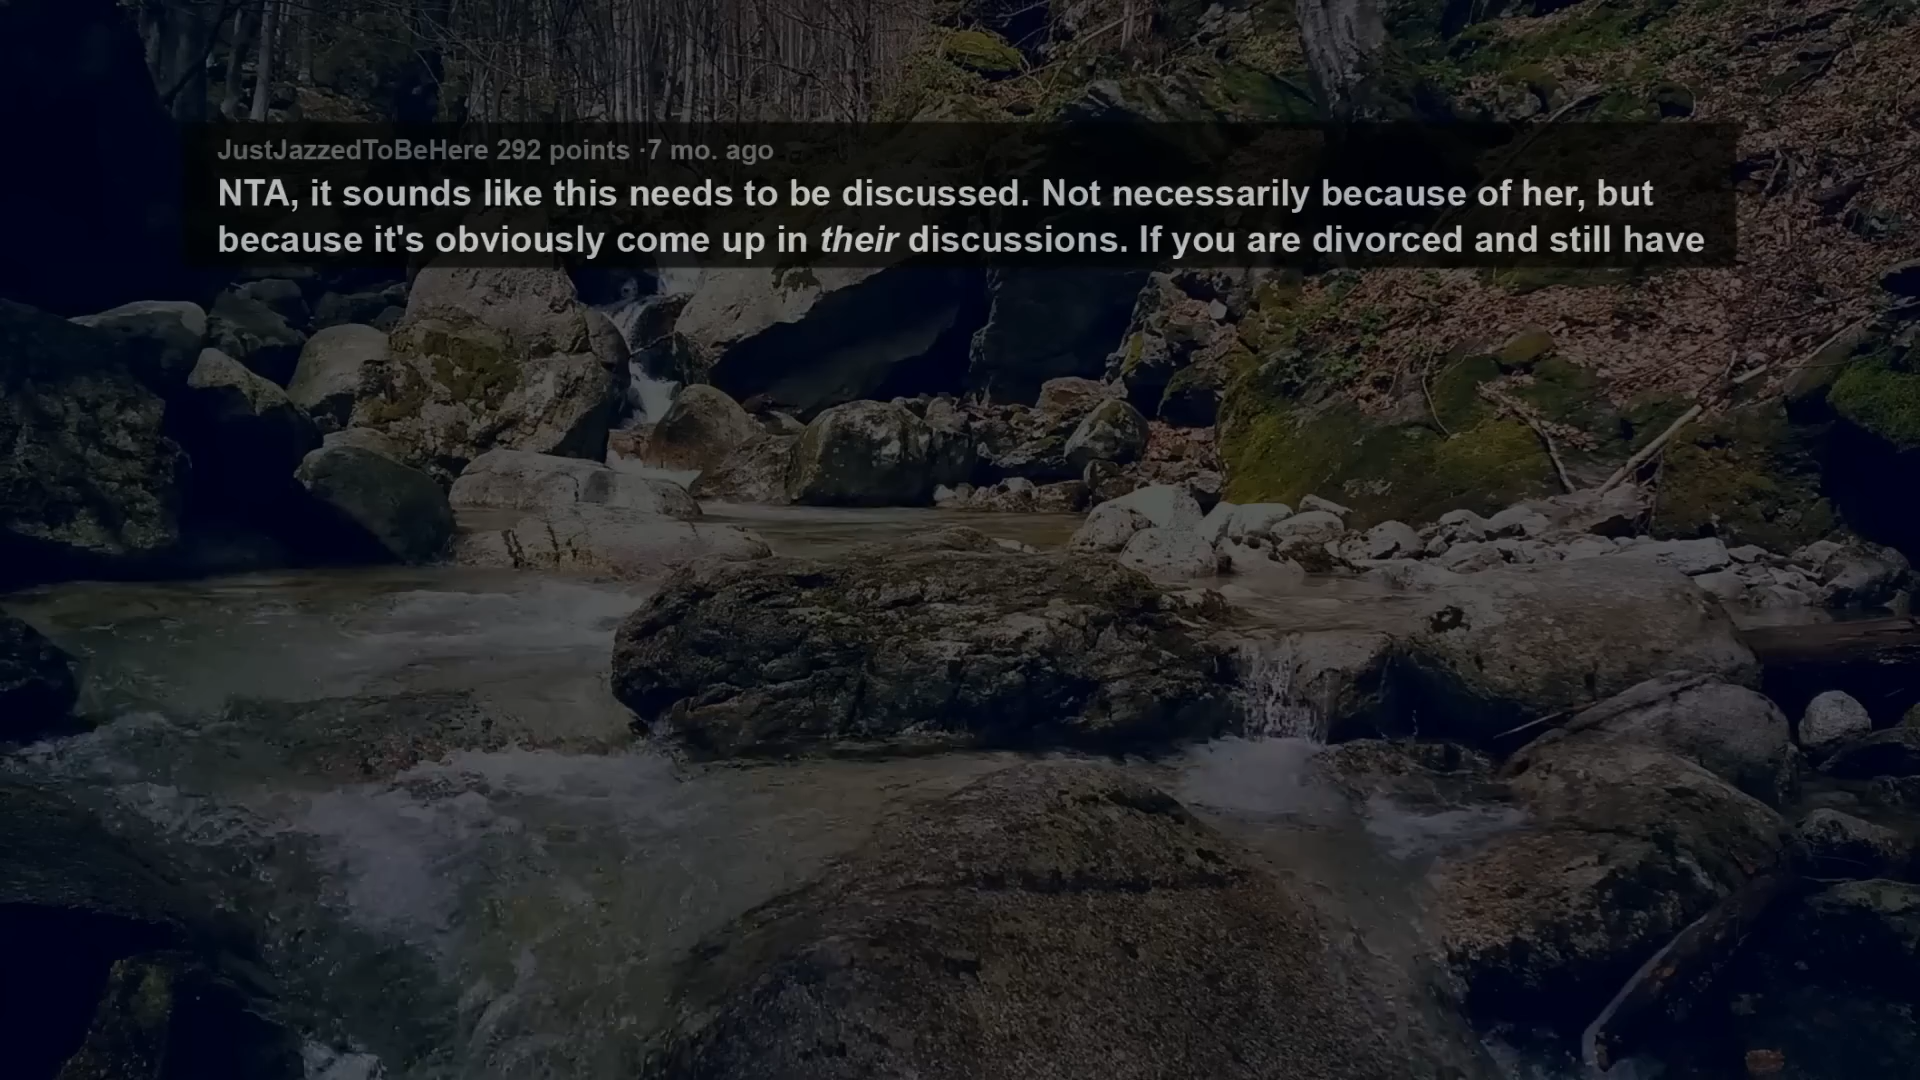 JustJazzedToBeHere 292 points ·7 mo. ago
NTA, it sounds like this needs to be discussed. Not necessarily because of her, but
because it's obviously come up in their discussions. If you are divorced and still have